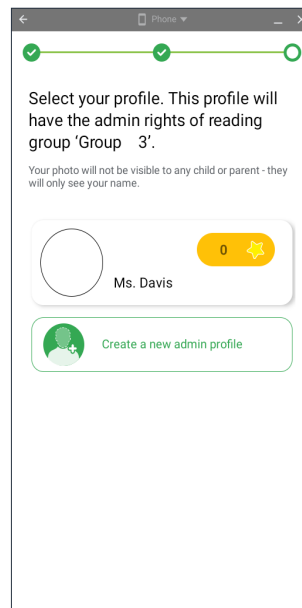 Phone
Select your profile. This profile will
have the admin rights of reading
group ‘Group 3’.
Your photo will not be visible to any child or parent - they
will only see your name.
0
Ms. Davis
Create a new admin profile